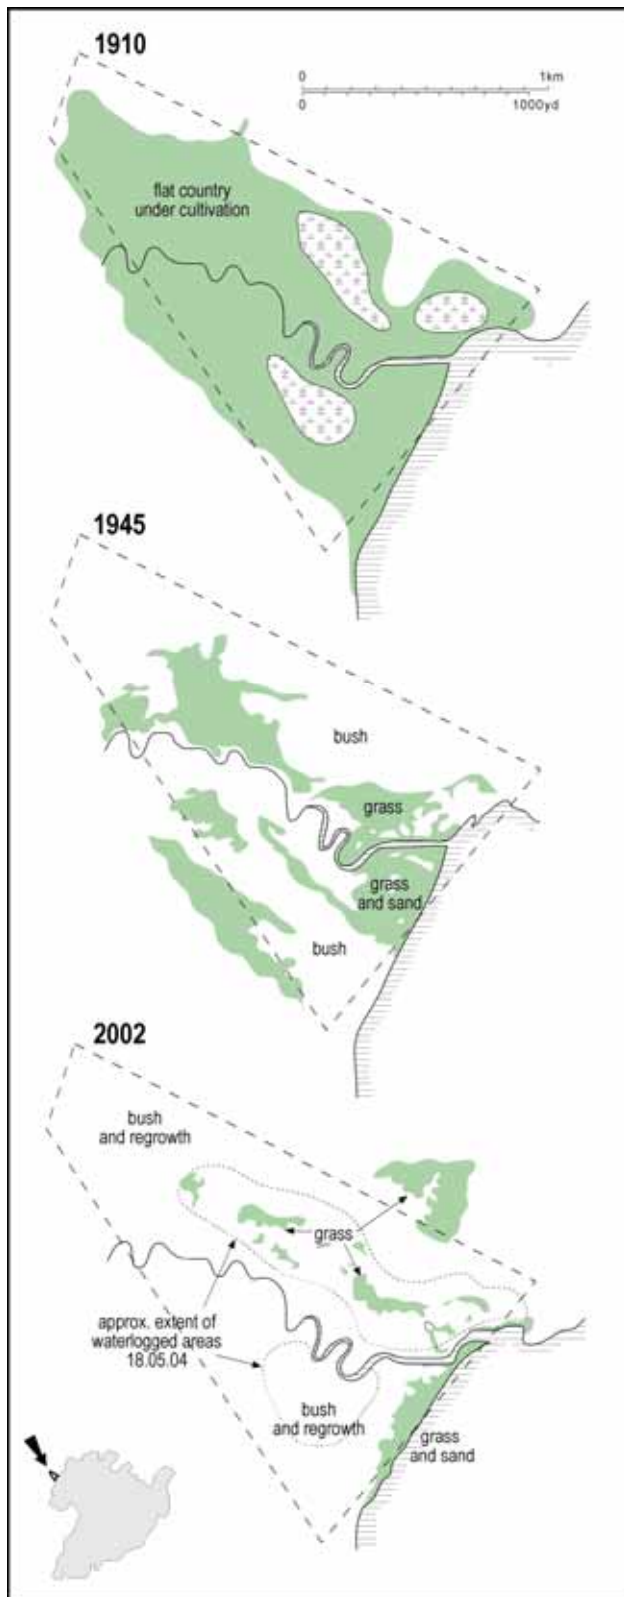 1910
0 1km
0 1000yd
flat country
under cultivation
1945
bush
grass
grass
and sand
bush
2002
bush
and regrowth
grass
approx. extent of
waterlogged areas
18.05.04
bush
and regrowth
grass
and sand